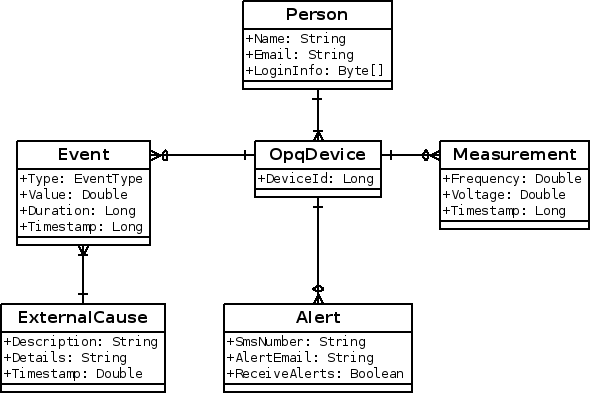 Person
+Name: String
+Email: String
+LoginInfo: Byte[]
Event
+Type: EventType
+Value: Double
+Duration: Long
+Timestamp: Long
OpqDevice
+DeviceId: Long
Measurement
+Frequency: Double
+Voltage: Double
+Timestamp: Long
ExternalCause
+Description: String
+Details: String
+Timestamp: Double
Alert
+SmsNumber: String
+AlertEmail: String
+ReceiveAlerts: Boolean